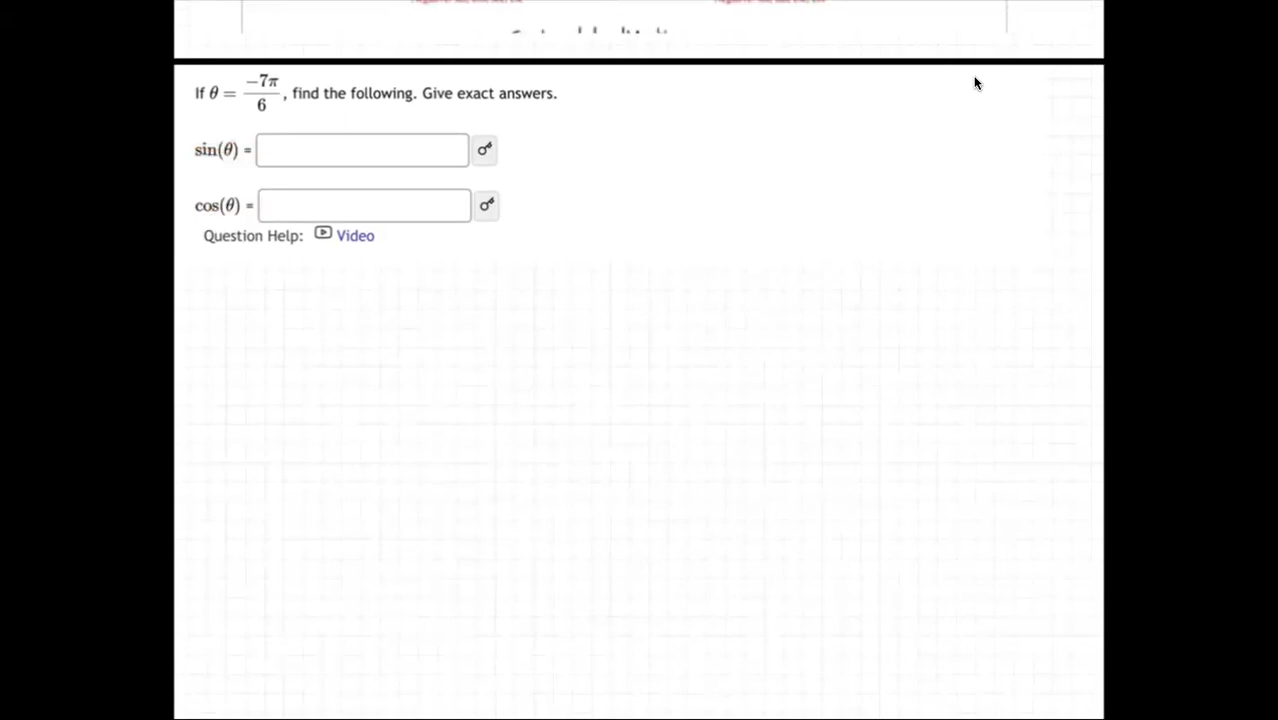 If θ = −7π/6, find the following. Give exact answers.
sin(θ) =
cos(θ) =
Question Help: Video